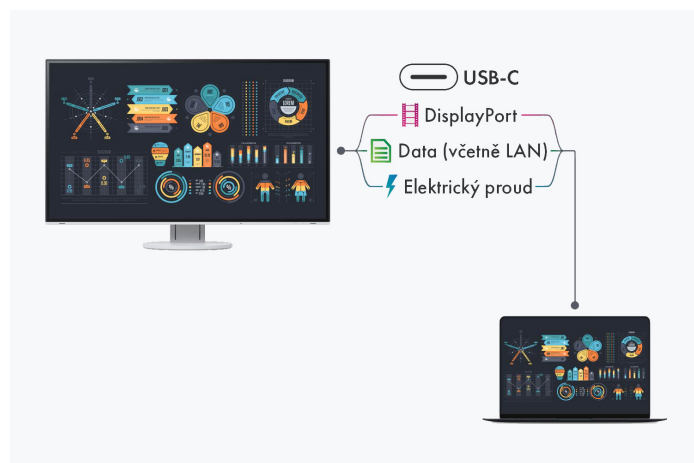 USB-C
DisplayPort
Data (včetně LAN)
Elektrický proud